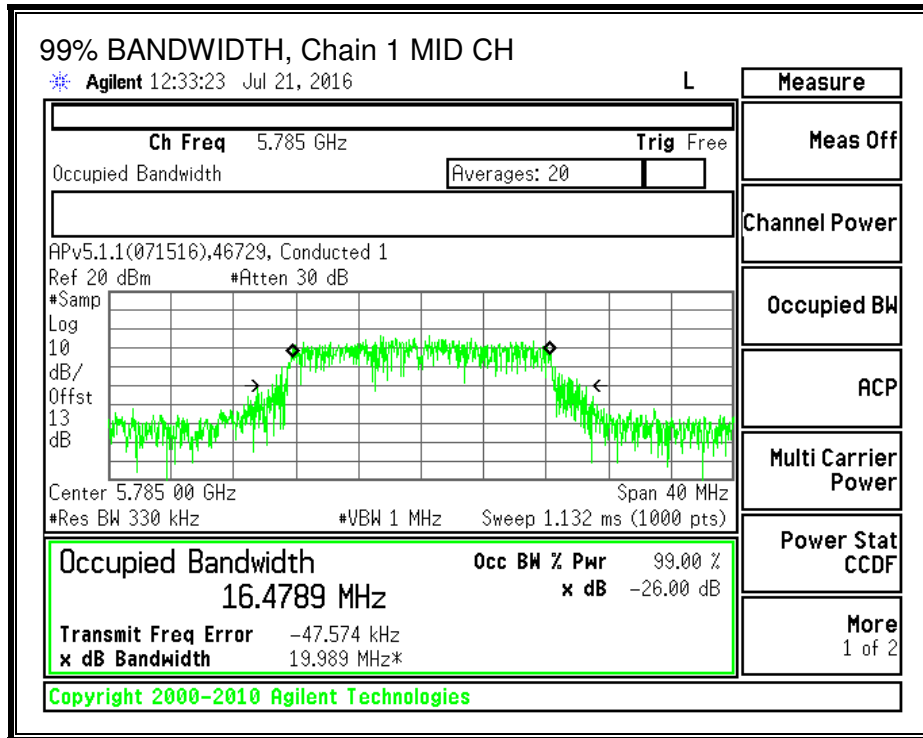 99% BANDWIDTH, Chain 1 MID CH
Agilent 12:33:23 Jul 21, 2016 L
Measure
Ch Freq 5.785 GHz Trig Free
Occupied Bandwidth Averages: 20
Meas Off
Channel Power
Occupied BW
ACP
Multi Carrier
Power
Power Stat
CCDF
More
1 of 2
APv5.1.1(071516),46729, Conducted 1
Ref 20 dBm #Atten 30 dB
#Samp
Log
10
dB/
Offst
13
dB
Center 5.785 00 GHz Span 40 MHz
#Res BW 330 kHz #VBW 1 MHz Sweep 1.132 ms (1000 pts)
Occupied Bandwidth Occ BW % Pwr 99.00 %
16.4789 MHz x dB -26.00 dB
Transmit Freq Error -47.574 kHz
x dB Bandwidth 19.989 MHz*
Copyright 2000-2010 Agilent Technologies